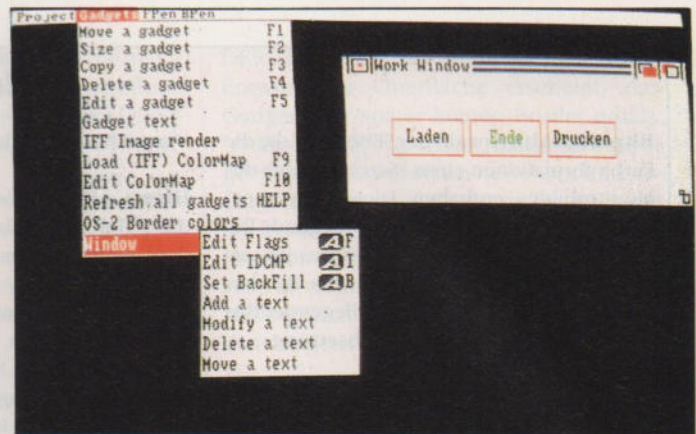 Project Gadgets FPen BPen
Move a gadget F1
Size a gadget F2
Copy a gadget F3
Delete a gadget F4
Edit a gadget F5
Gadget text
IFF Image render
Load (IFF) ColorMap F9
Edit ColorMap F10
Refresh all gadgets HELP
OS-2 Border colors
Window
Edit Flags A F
Edit IDCMP A I
Set BackFill A B
Add a text
Modify a text
Delete a text
Move a text
Work Window
Laden Ende Drucken